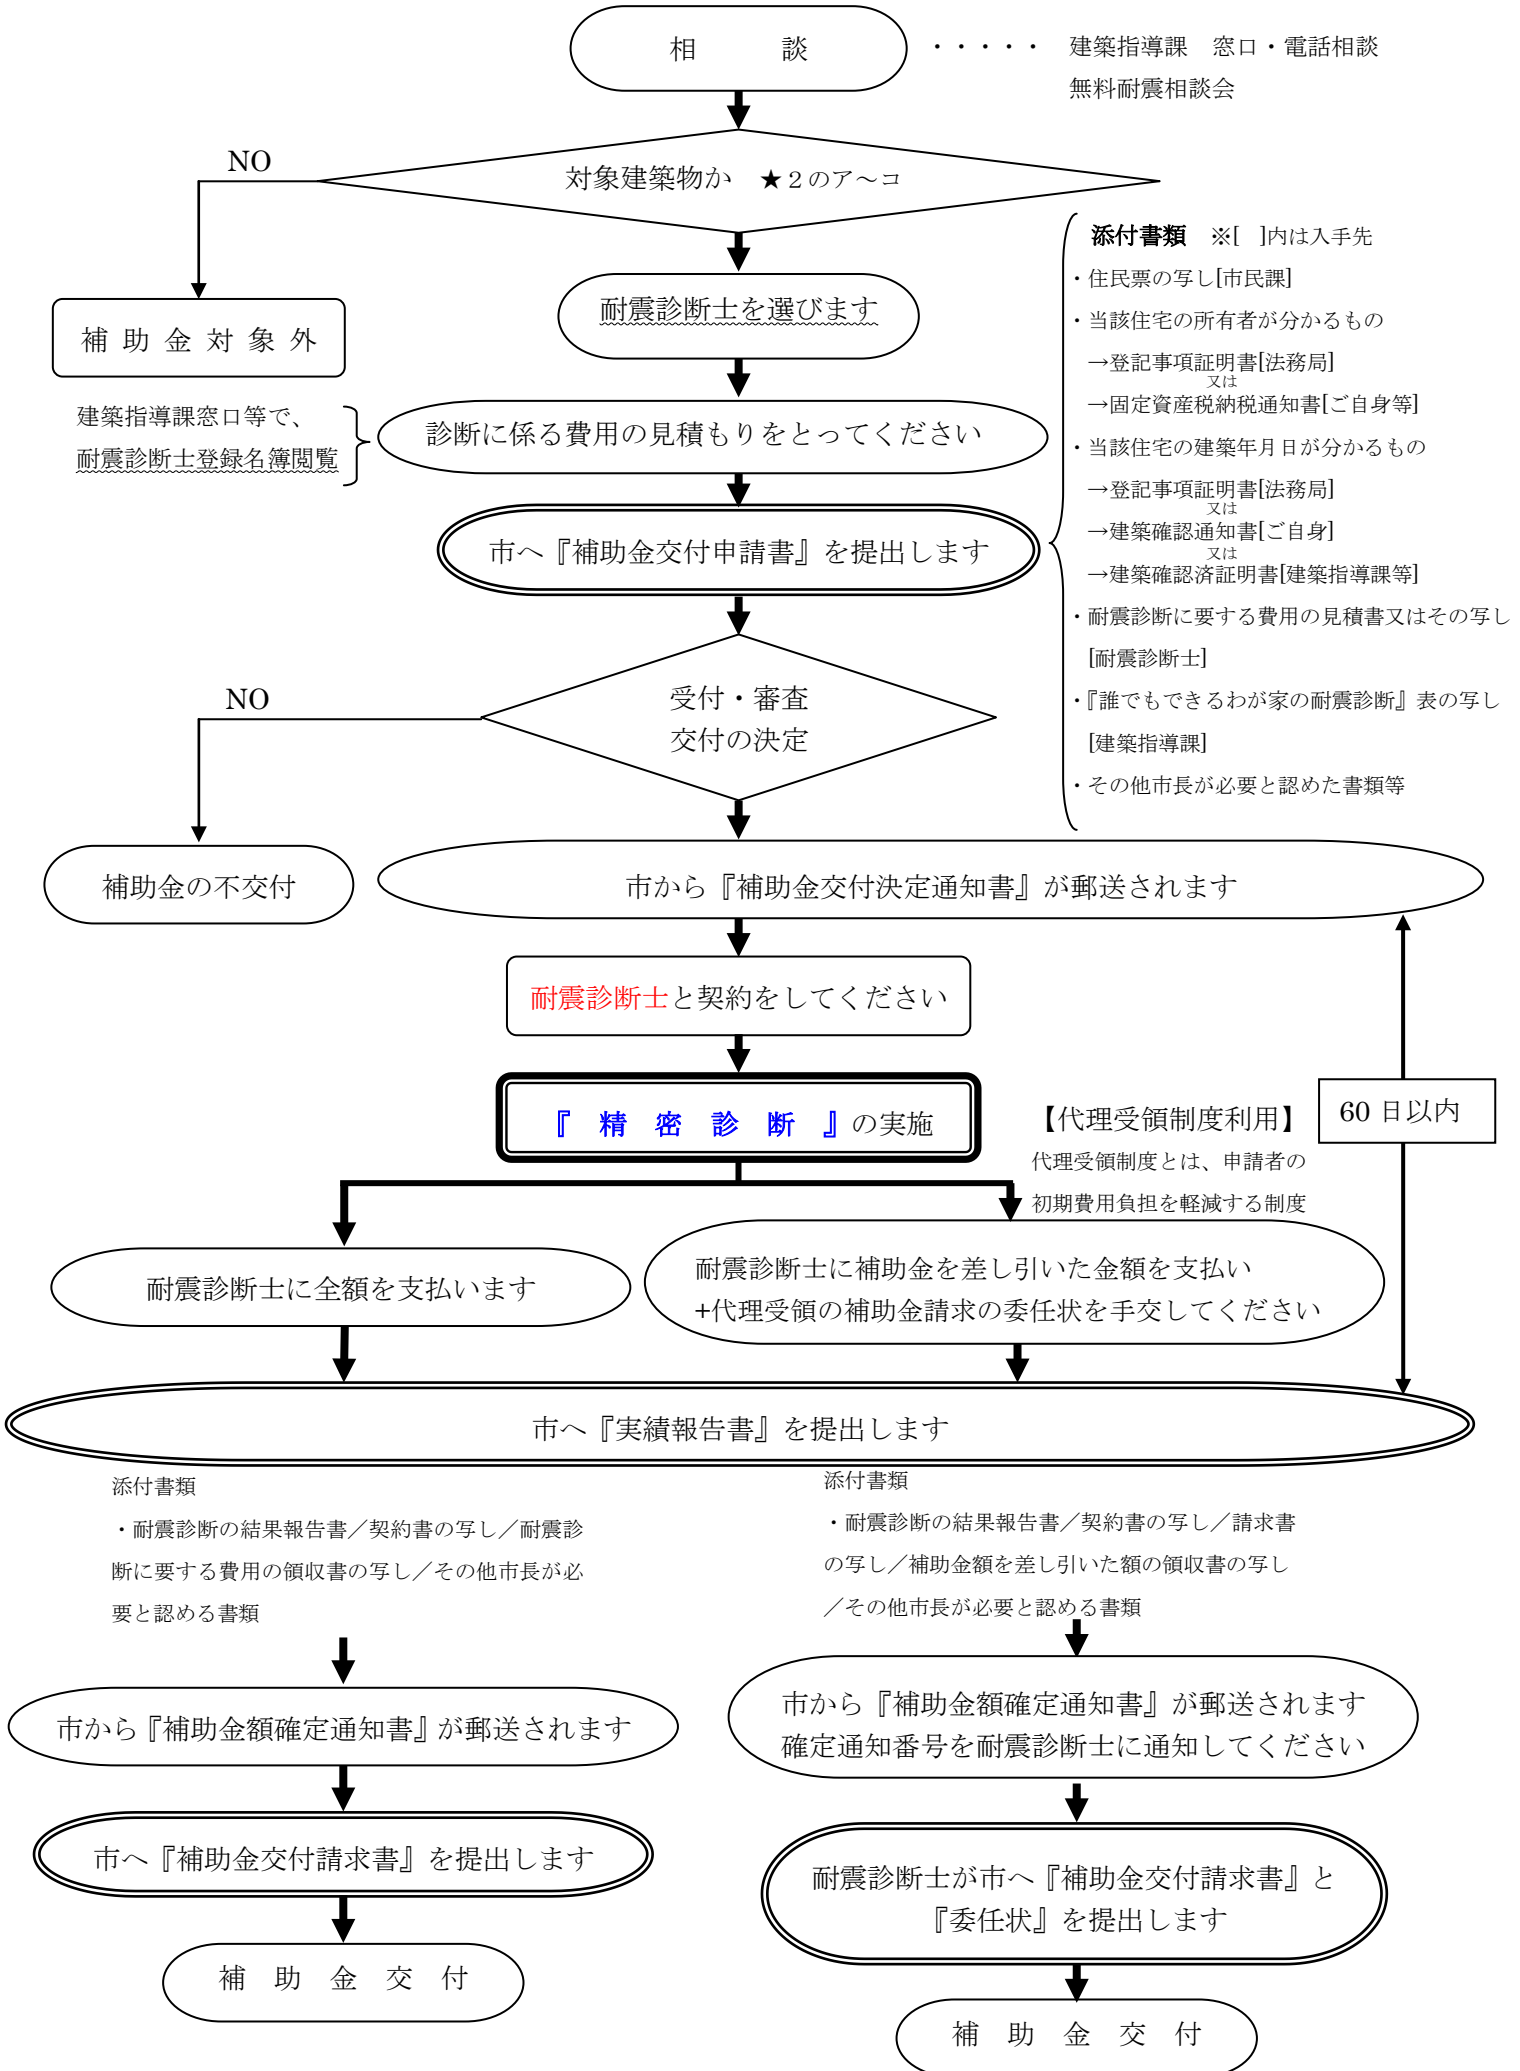 相　　　談
・・・・・　建築指導課　窓口・電話相談
無料耐震相談会
NO
対象建築物か　★２のア～コ
補 助 金 対 象 外
耐震診断士を選びます
建築指導課窓口等で、
耐震診断士登録名簿閲覧
診断に係る費用の見積もりをとってください
市へ『補助金交付申請書』を提出します
添付書類　※[　]内は入手先
・住民票の写し[市民課]
・当該住宅の所有者が分かるもの
→登記事項証明書[法務局]
又は
→固定資産税納税通知書[ご自身等]
・当該住宅の建築年月日が分かるもの
→登記事項証明書[法務局]
又は
→建築確認通知書[ご自身]
又は
→建築確認済証明書[建築指導課等]
・耐震診断に要する費用の見積書又はその写し
[耐震診断士]
・『誰でもできるわが家の耐震診断』表の写し
[建築指導課]
・その他市長が必要と認めた書類等
NO
受付・審査
交付の決定
補助金の不交付
市から『補助金交付決定通知書』が郵送されます
耐震診断士と契約をしてください
『　精　密　診　断　』の実施
60 日以内
【代理受領制度利用】
代理受領制度とは、申請者の
初期費用負担を軽減する制度
耐震診断士に全額を支払います
耐震診断士に補助金を差し引いた金額を支払い
+代理受領の補助金請求の委任状を手交してください
市へ『実績報告書』を提出します
添付書類
・耐震診断の結果報告書／契約書の写し／耐震診
断に要する費用の領収書の写し／その他市長が必
要と認める書類
市から『補助金額確定通知書』が郵送されます
市へ『補助金交付請求書』を提出します
補　助　金　交　付
添付書類
・耐震診断の結果報告書／契約書の写し／請求書
の写し／補助金額を差し引いた額の領収書の写し
／その他市長が必要と認める書類
市から『補助金額確定通知書』が郵送されます
確定通知番号を耐震診断士に通知してください
耐震診断士が市へ『補助金交付請求書』と
『委任状』を提出します
補　助　金　交　付